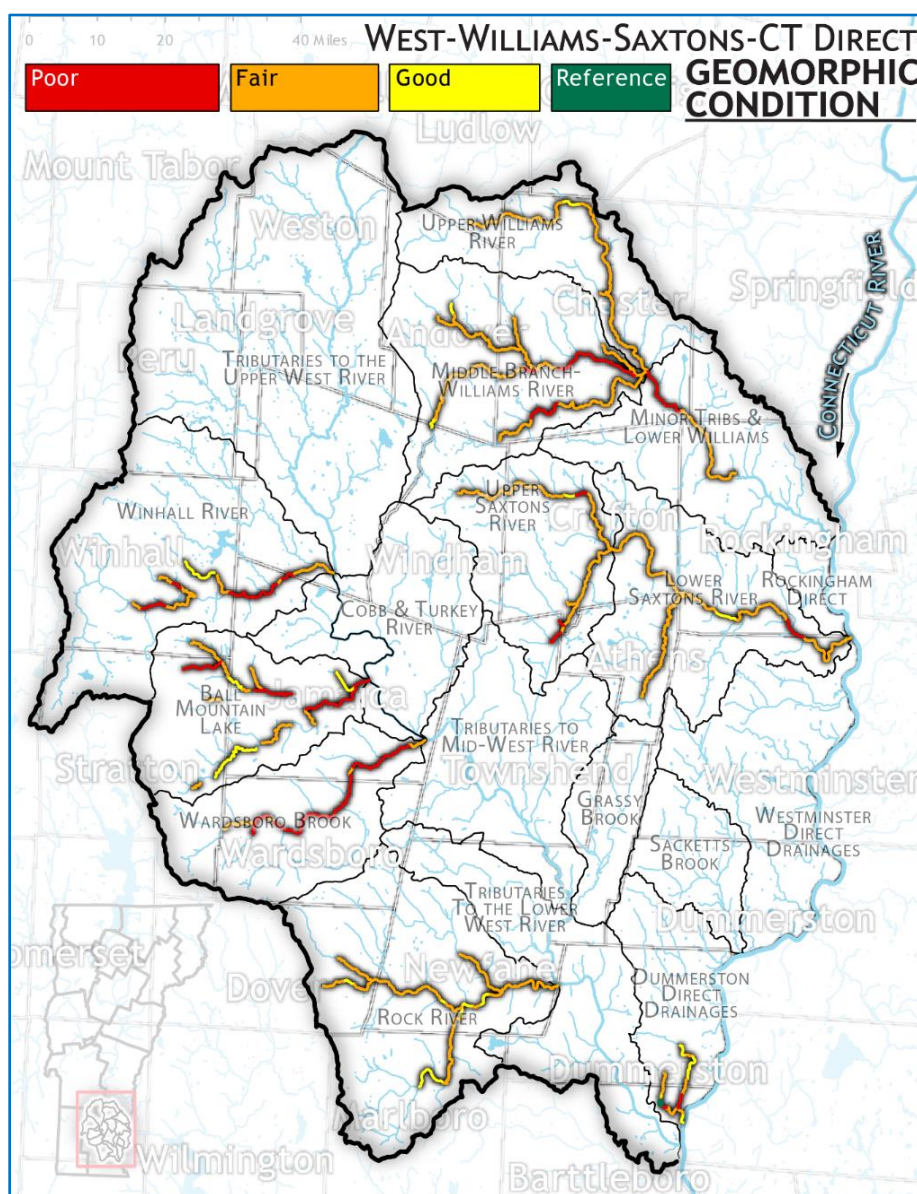 0 10 20 40 Miles
WEST-WILLIAMS-SAXTONS-CT DIRECT
Poor Fair Good Reference
GEOMORPHIC
CONDITION
Ludlow
Mount Tabor
Weston
UPPER WILLIAMS
RIVER
CONNECTICUT RIVER
Springfield
Chester
Landgrove
Andover
Peru
TRIBUTARIES TO THE
UPPER WEST RIVER
MIDDLE BRANCH-
WILLIAMS RIVER
MINOR TRIBS &
LOWER WILLIAMS
UPPER
SAXTONS
RIVER
WINHALL RIVER
Winhall
Windham
Rockingham
LOWER
SAXTONS RIVER
ROCKINGHAM
DIRECT
COBB & TURKEY
RIVER
Athens
BALL
MOUNTAIN
LAKE
Jamaica
TRIBUTARIES TO
MID-WEST RIVER
Stratton
Townshend
Westminster
GRASSY
BROOK
WARDSBORO BROOK
Wardsboro
SACKETTS
BROOK
WESTMINSTER
DIRECT
DRAINAGES
TRIBUTARIES
TO THE LOWER
WEST RIVER
Dummerston
omerset
Dove
Newfane
DUMMERSTON
DIRECT
DRAINAGES
ROCK RIVER
Dummerston
Marlboro
Wilmington
Barttleboro